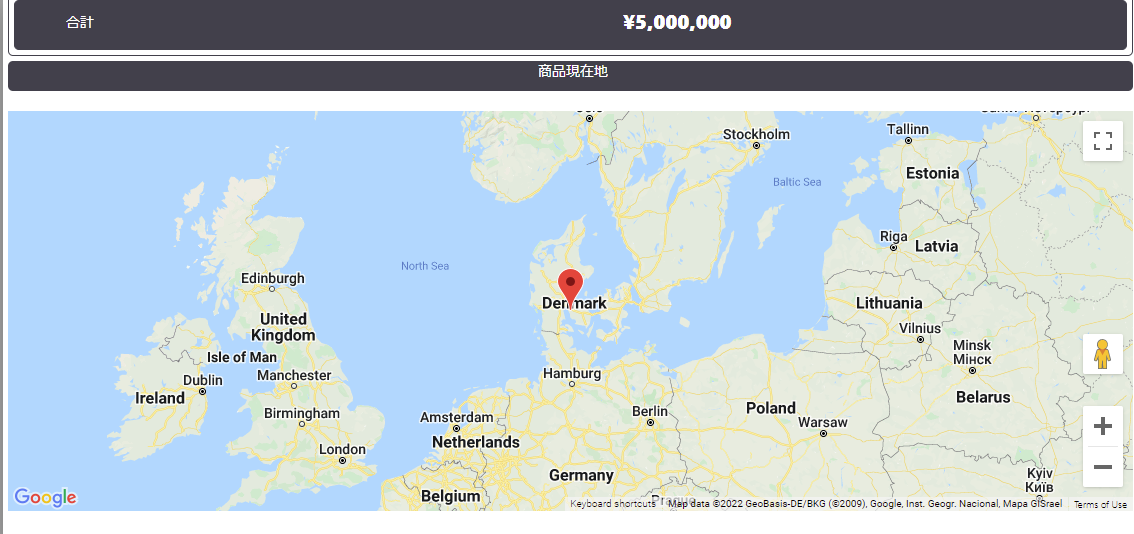 合計
¥5,000,000
商品現在地
Stockholm
Tallinn
Baltic Sea
Estonia
Riga
Latvia
North Sea
Edinburgh
Denmark
Lithuania
United
Kingdom
Vilnius
Minsk
Мінск
Isle of Man
Manchester
Hamburg
Dublin
Ireland
Belarus
Birmingham
Amsterdam
Berlin
Poland
Warsaw
Netherlands
London
Germany
Kyiv
Київ
Belgium
Prague
Google
Keyboard shortcuts
Map data ©2022 GeoBasis-DE/BKG (©2009), Google, Inst. Geogr. Nacional, Mapa GISrael
Terms of Use